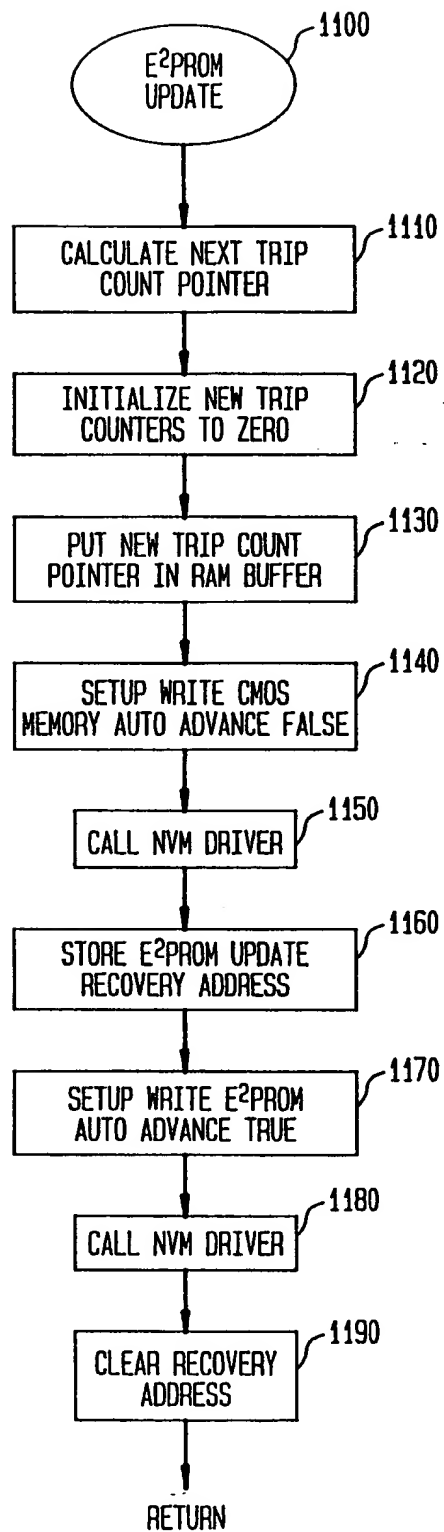 1100
E²PROM
UPDATE
1110
CALCULATE NEXT TRIP
COUNT POINTER
1120
INITIALIZE NEW TRIP
COUNTERS TO ZERO
1130
PUT NEW TRIP COUNT
POINTER IN RAM BUFFER
1140
SETUP WRITE CMOS
MEMORY AUTO ADVANCE FALSE
1150
CALL NVM DRIVER
1160
STORE E²PROM UPDATE
RECOVERY ADDRESS
1170
SETUP WRITE E²PROM
AUTO ADVANCE TRUE
1180
CALL NVM DRIVER
1190
CLEAR RECOVERY
ADDRESS
RETURN